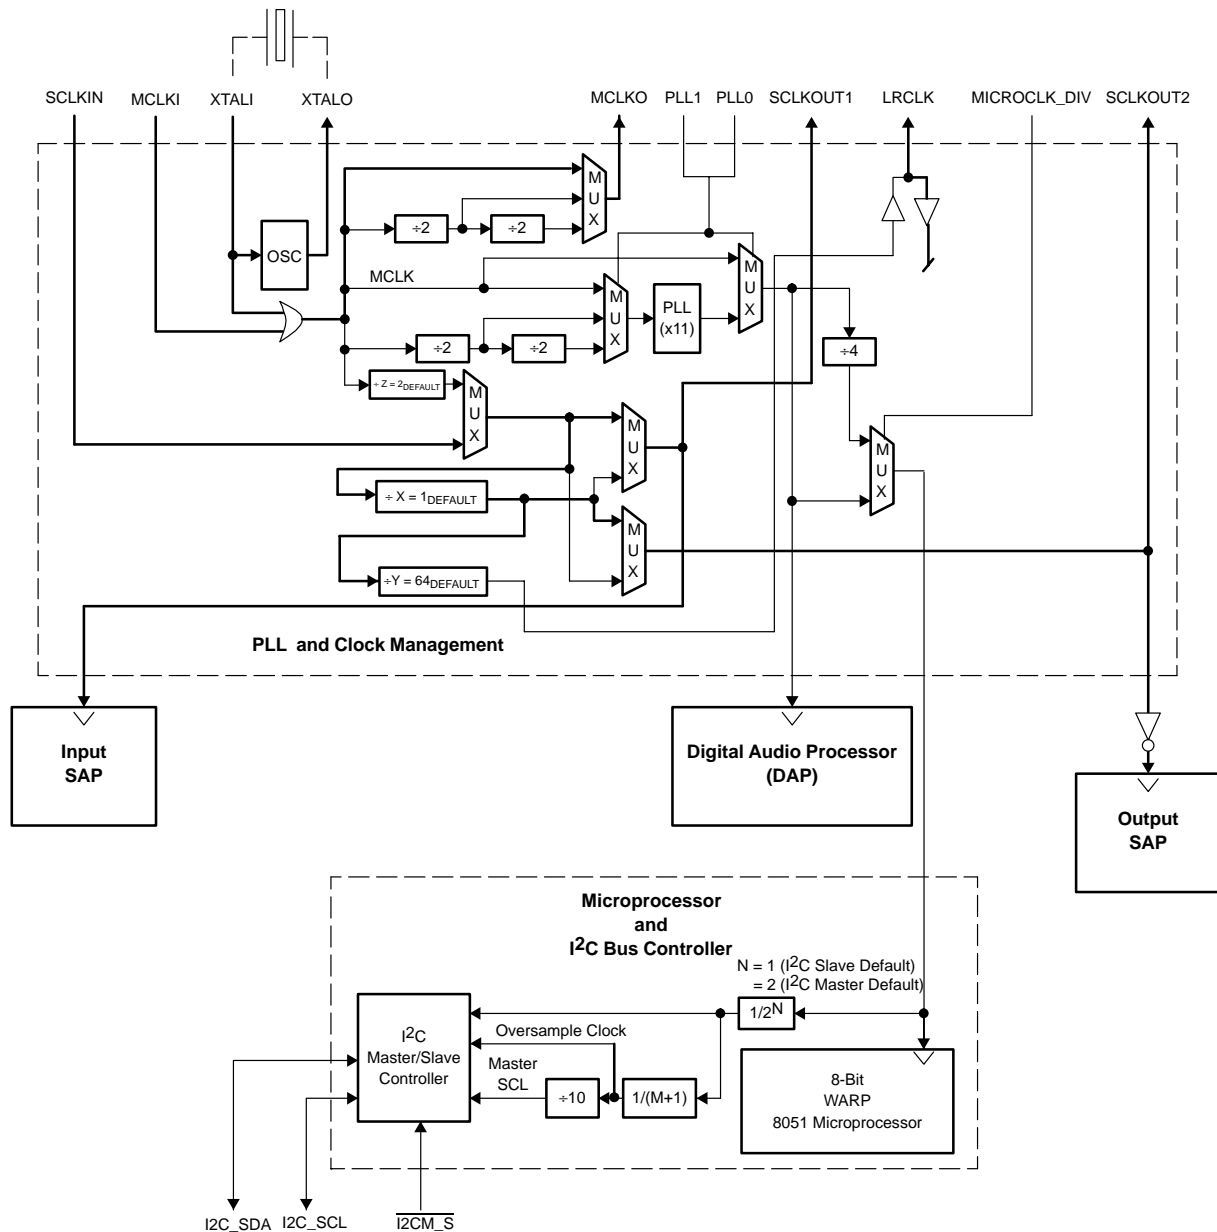 SCLKIN MCLKI XTALI XTALO MCLKO PLL1 PLL0 SCLKOUT1 LRCLK MICROCLK_DIV SCLKOUT2
M
U
X
÷2 ÷2
OSC
MCLK
M
U
X
M
U
X
PLL
(x11)
÷2 ÷2
÷4
÷ Z = 2DEFAULT
M
U
X
M
U
X
M
U
X
÷ X = 1DEFAULT
M
U
X
÷Y = 64DEFAULT
PLL and Clock Management
Input
SAP
Digital Audio Processor
(DAP)
Output
SAP
Microprocessor
and
I2C Bus Controller
N = 1 (I2C Slave Default)
= 2 (I2C Master Default)
1/2N
I2C
Master/Slave
Controller
Oversample Clock
Master
SCL
÷10
1/(M+1)
8-Bit
WARP
8051 Microprocessor
I2C_SDA I2C_SCL I2CM_S